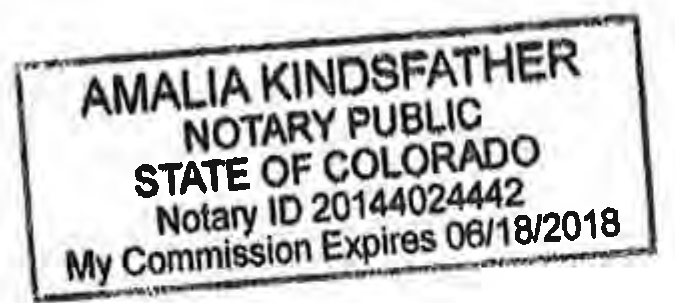 AMALIA KINDSFATHER
NOTARY PUBLIC
STATE OF COLORADO
Notary ID 20144024442
My Commission Expires 06/18/2018